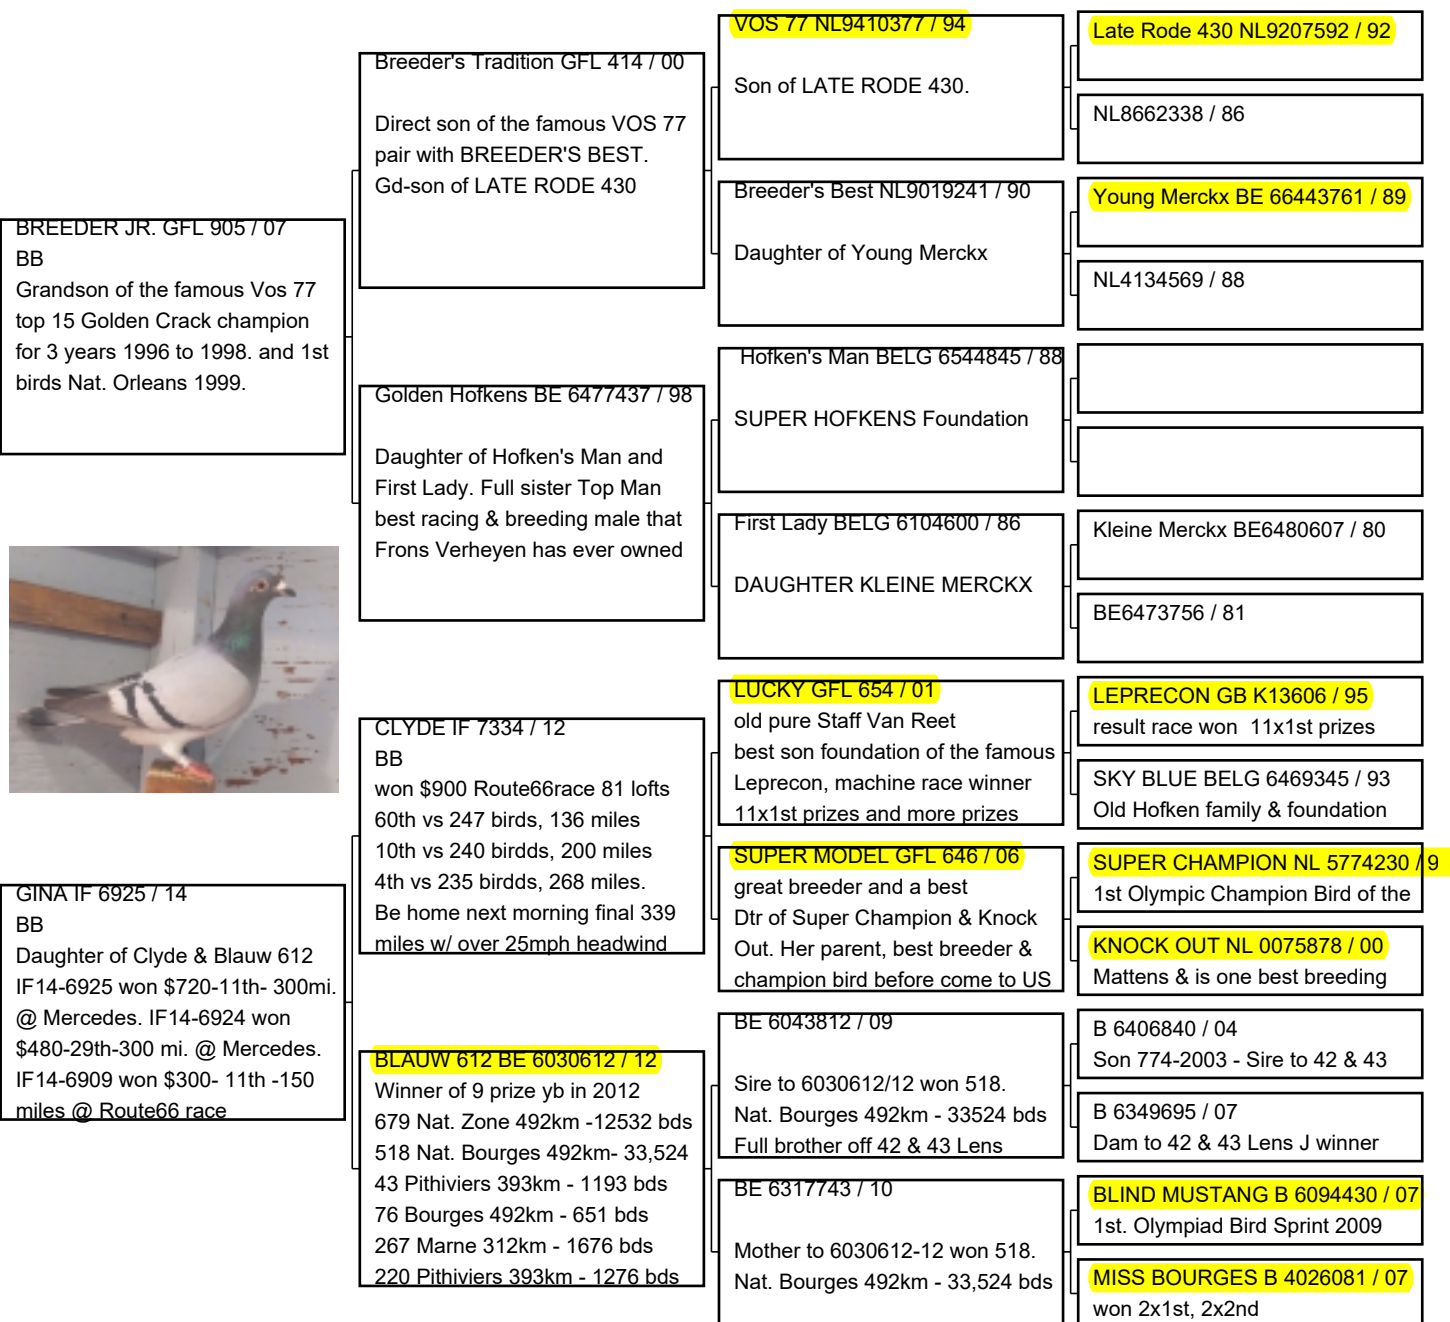 BREEDER JR. GFL 905 / 07
BB
Grandson of the famous Vos 77
top 15 Golden Crack champion
for 3 years 1996 to 1998. and 1st
birds Nat. Orleans 1999.
GINA IF 6925 / 14
BB
Daughter of Clyde & Blauw 612
IF14-6925 won $720-11th- 300mi.
@ Mercedes. IF14-6924 won
$480-29th-300 mi. @ Mercedes.
IF14-6909 won $300- 11th -150
miles @ Route66 race
Breeder's Tradition GFL 414 / 00
Direct son of the famous VOS 77
pair with BREEDER'S BEST.
Gd-son of LATE RODE 430
Golden Hofkens BE 6477437 / 98
Daughter of Hofken's Man and
First Lady. Full sister Top Man
best racing & breeding male that
Frons Verheyen has ever owned
CLYDE IF 7334 / 12
BB
won $900 Route66race 81 lofts
60th vs 247 birds, 136 miles
10th vs 240 birdds, 200 miles
4th vs 235 birdds, 268 miles.
Be home next morning final 339
miles w/ over 25mph headwind
BLAUW 612 BE 6030612 / 12
Winner of 9 prize yb in 2012
679 Nat. Zone 492km -12532 bds
518 Nat. Bourges 492km- 33,524
43 Pithiviers 393km - 1193 bds
76 Bourges 492km - 651 bds
267 Marne 312km - 1676 bds
220 Pithiviers 393km - 1276 bds
VOS 77 NL9410377 / 94
Son of LATE RODE 430.
Breeder's Best NL9019241 / 90
Daughter of Young Merckx
Hofken's Man BELG 6544845 / 88
SUPER HOFKENS Foundation
First Lady BELG 6104600 / 86
DAUGHTER KLEINE MERCKX
LUCKY GFL 654 / 01
old pure Staff Van Reet
best son foundation of the famous
Leprecon, machine race winner
11x1st prizes and more prizes
SUPER MODEL GFL 646 / 06
great breeder and a best
Dtr of Super Champion & Knock
Out. Her parent, best breeder &
champion bird before come to US
BE 6043812 / 09
Sire to 6030612/12 won 518.
Nat. Bourges 492km - 33524 bds
Full brother off 42 & 43 Lens
BE 6317743 / 10
Mother to 6030612-12 won 518.
Nat. Bourges 492km - 33,524 bds
Late Rode 430 NL9207592 / 92
NL8662338 / 86
Young Merckx BE 66443761 / 89
NL4134569 / 88
Kleine Merckx BE6480607 / 80
BE6473756 / 81
LEPRECON GB K13606 / 95
result race won  11x1st prizes
SKY BLUE BELG 6469345 / 93
Old Hofken family & foundation
SUPER CHAMPION NL 5774230 / 9
1st Olympic Champion Bird of the
KNOCK OUT NL 0075878 / 00
Mattens & is one best breeding
B 6406840 / 04
Son 774-2003 - Sire to 42 & 43
B 6349695 / 07
Dam to 42 & 43 Lens J winner
BLIND MUSTANG B 6094430 / 07
1st. Olympiad Bird Sprint 2009
MISS BOURGES B 4026081 / 07
won 2x1st, 2x2nd